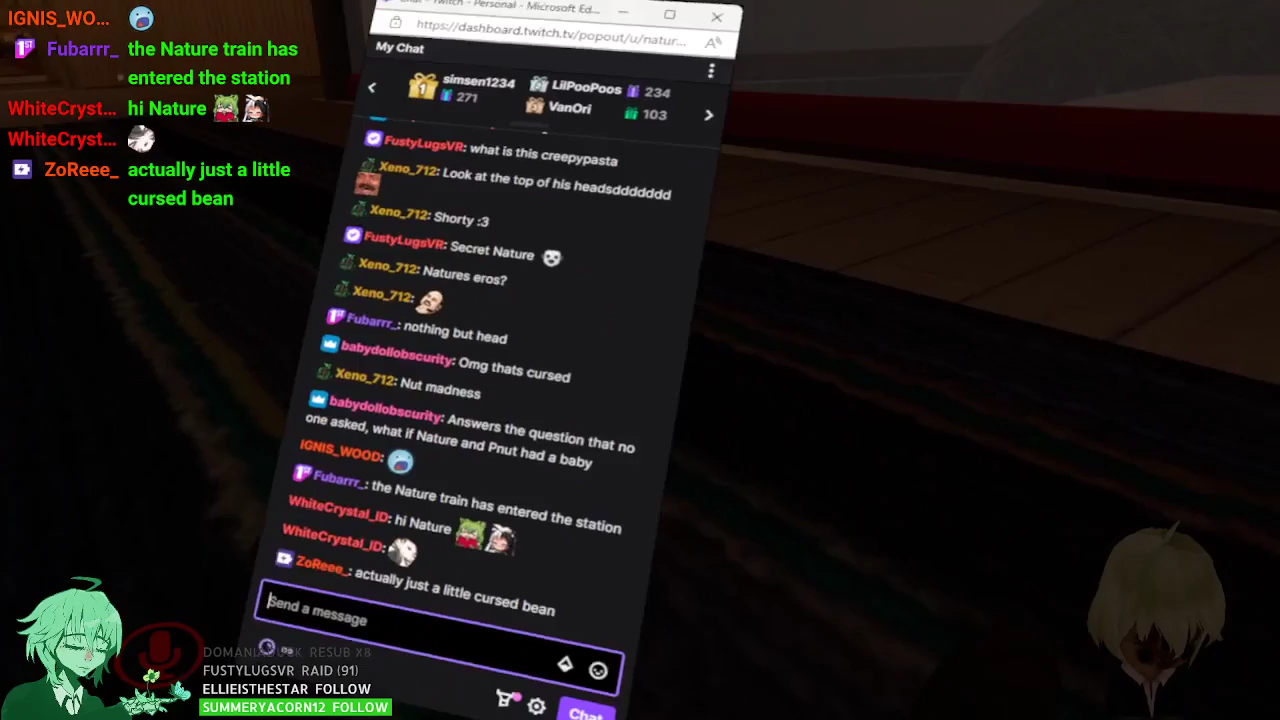 IGNIS_WO...
Fubarrr_ the Nature train has
entered the station
WhiteCryst... hi Nature
WhiteCryst...
ZoReee_ actually just a little
cursed bean
Twitch - Personal - Microsoft Ed...
https://dashboard.twitch.tv/popout/u/natur...
My Chat
1 simsen1234 271
LilPooPoos 234
VanOri 103
FustyLugsVR: what is this creepypasta
Xeno_712: Look at the top of his headsddddddd
Xeno_712: Shorty :3
FustyLugsVR: Secret Nature
Xeno_712: Natures eros?
Xeno_712:
Fubarrr_: nothing but head
babydollobscurity: Omg thats cursed
Xeno_712: Nut madness
babydollobscurity: Answers the question that no
one asked, what if Nature and Pnut had a baby
IGNIS_WOOD:
Fubarrr_: the Nature train has entered the station
WhiteCrystal_ID: hi Nature
WhiteCrystal_ID:
ZoReee_: actually just a little cursed bean
Send a message
Chat
RESUB X8
FUSTYLUGSVR RAID (91)
ELLIEISTHESTAR FOLLOW
SUMMERYACORN12 FOLLOW